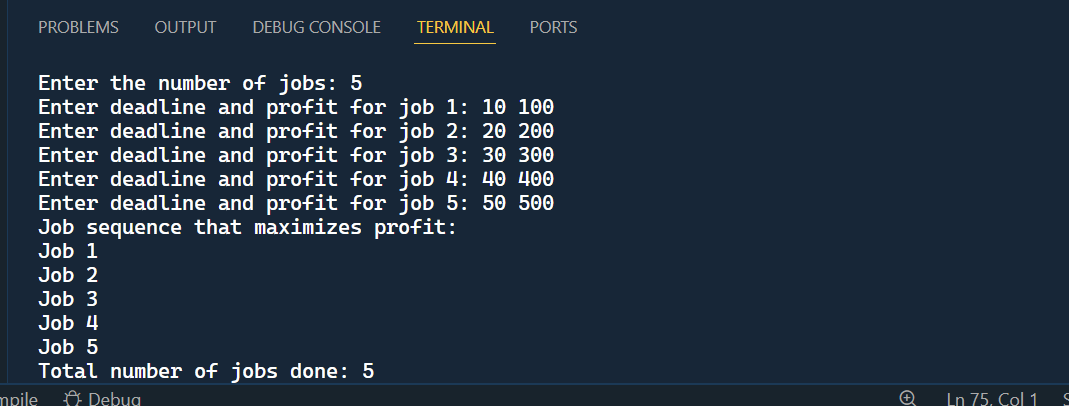 PROBLEMS OUTPUT DEBUG CONSOLE TERMINAL PORTS
Enter the number of jobs: 5
Enter deadline and profit for job 1: 10 100
Enter deadline and profit for job 2: 20 200
Enter deadline and profit for job 3: 30 300
Enter deadline and profit for job 4: 40 400
Enter deadline and profit for job 5: 50 500
Job sequence that maximizes profit:
Job 1
Job 2
Job 3
Job 4
Job 5
Total number of jobs done: 5
Debug Ln 75, Col 1